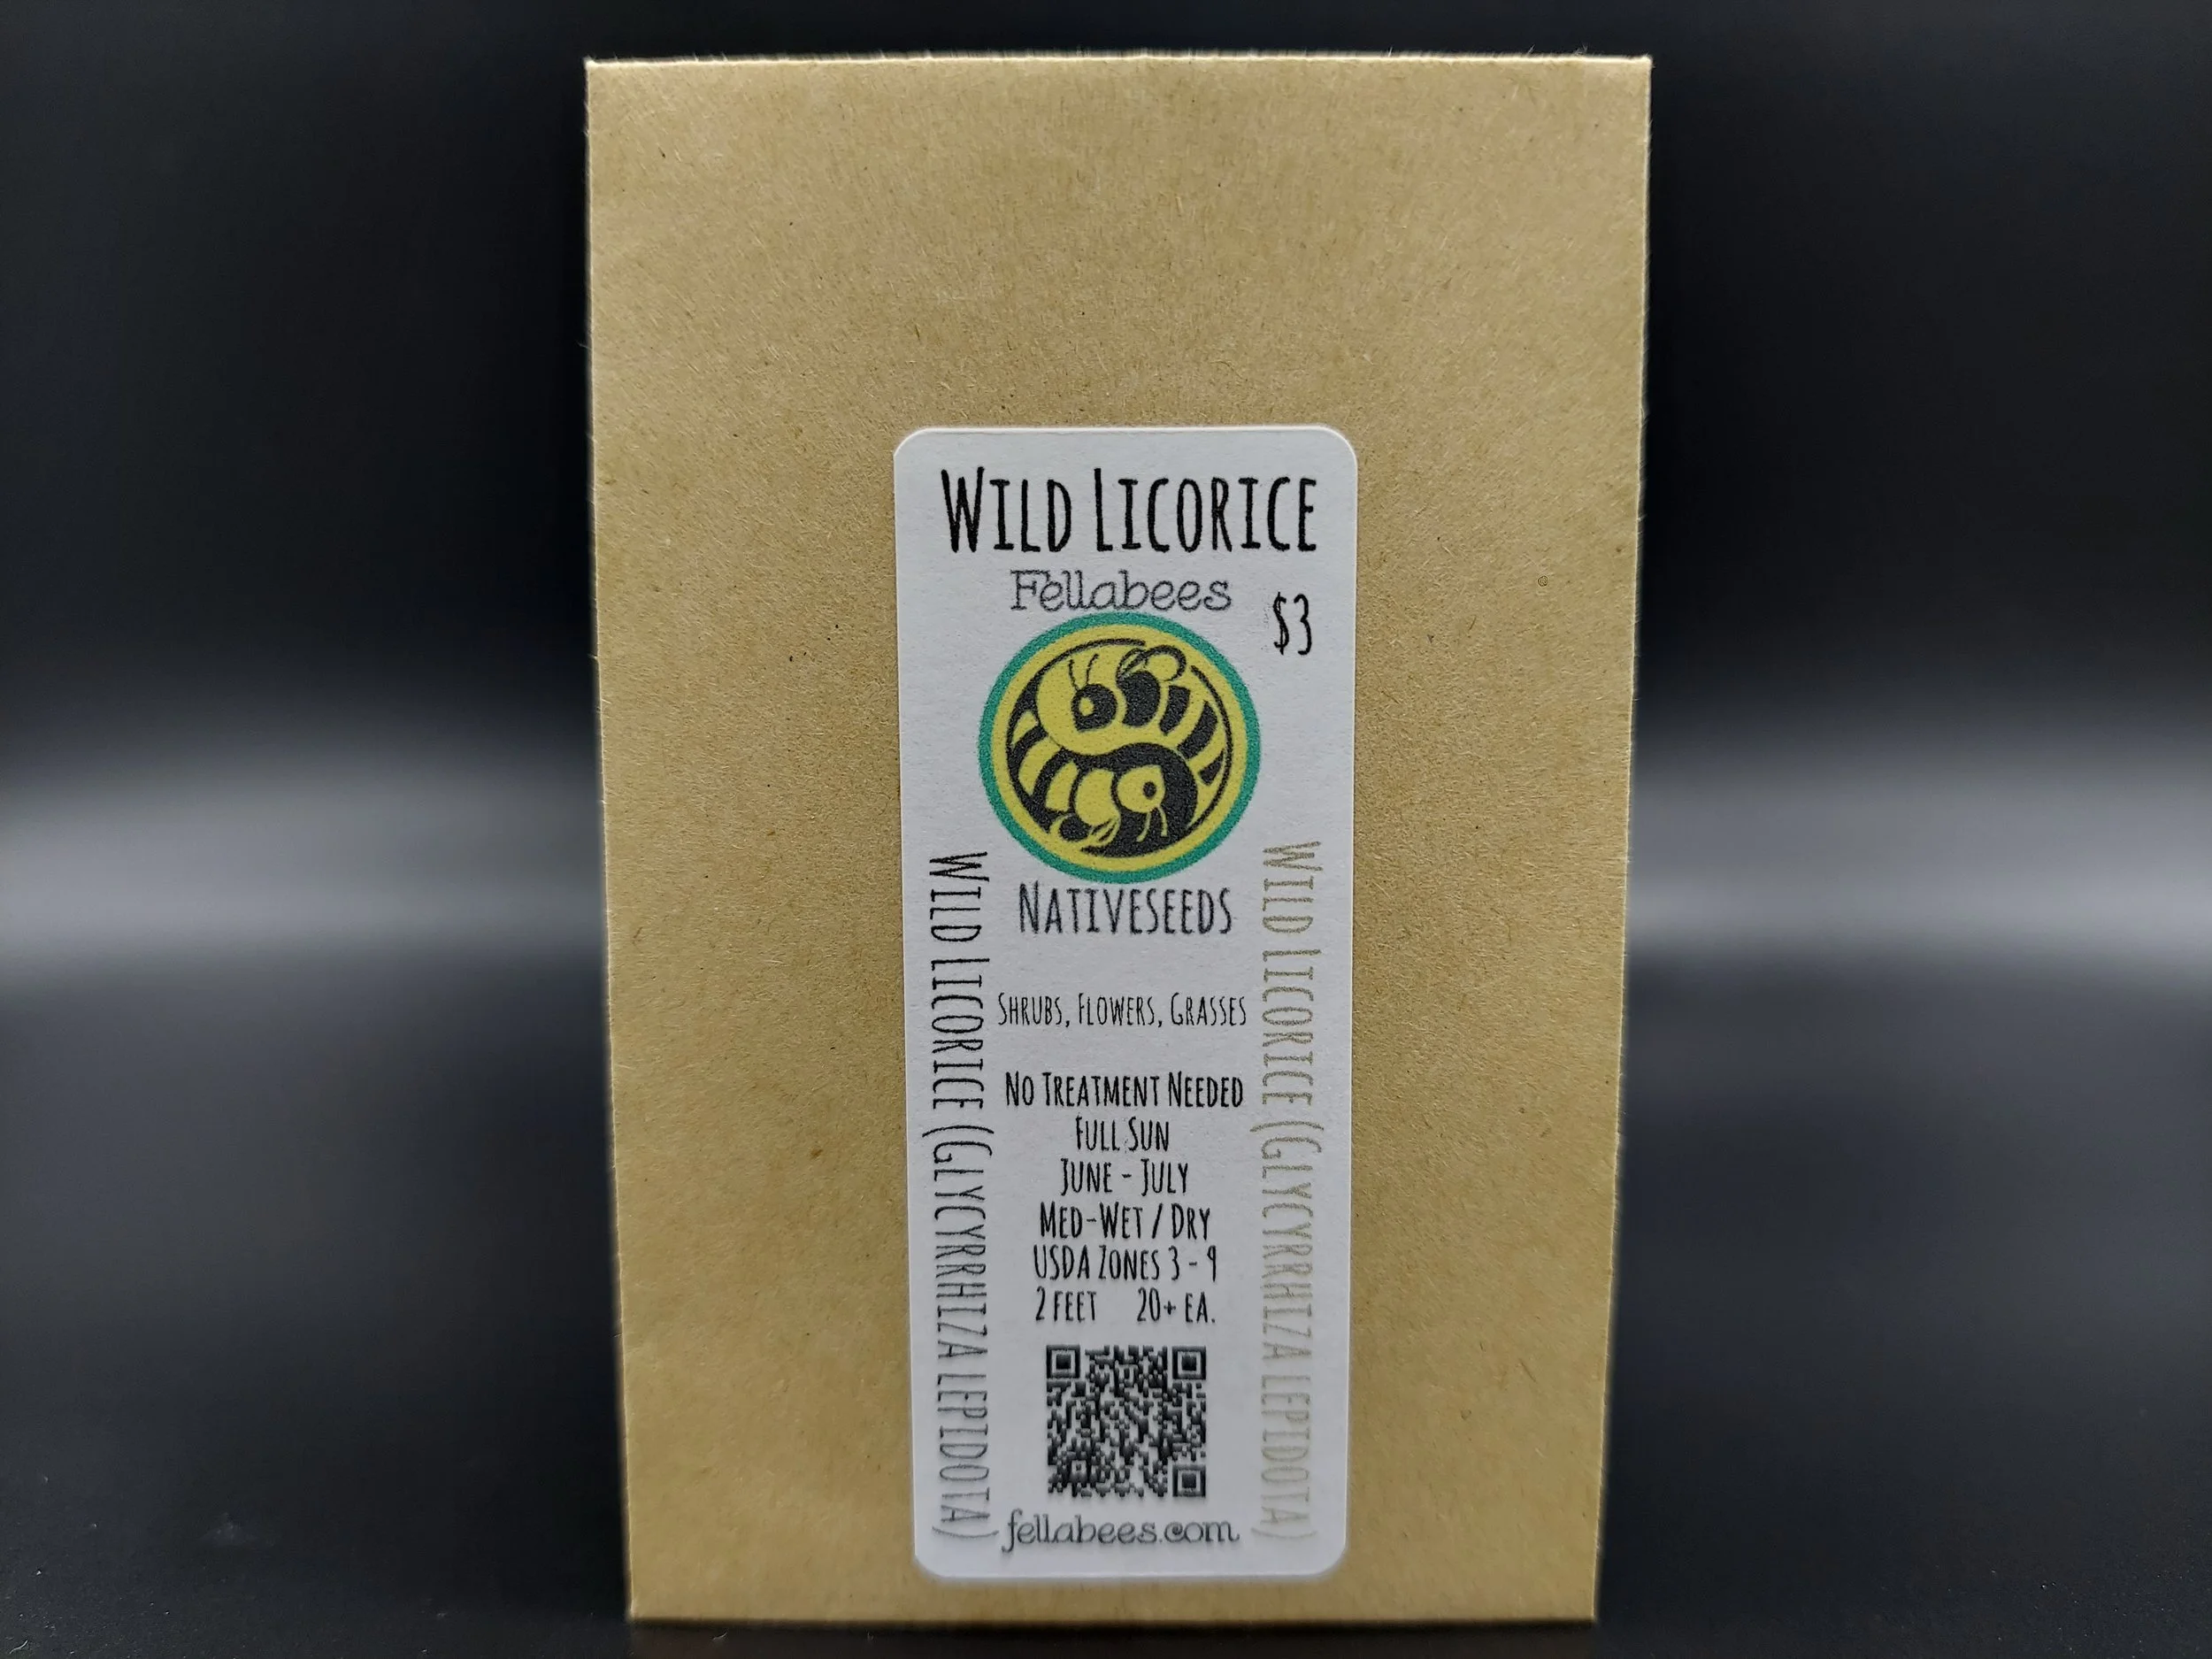 WILD LICORICE
Fellabees
$3
NATIVESEEDS
SHRUBS, FLOWERS, GRASSES
NO TREATMENT NEEDED
FULL SUN
JUNE - JULY
MED-WET / DRY
USDA ZONES 3 - 9
2 FEET 20+ EA.
fellabees.com
WILD LICORICE (GLYCYRRHIZA LEPIDOTA)
WILD LICORICE (GLYCYRRHIZA LEPIDOTA)